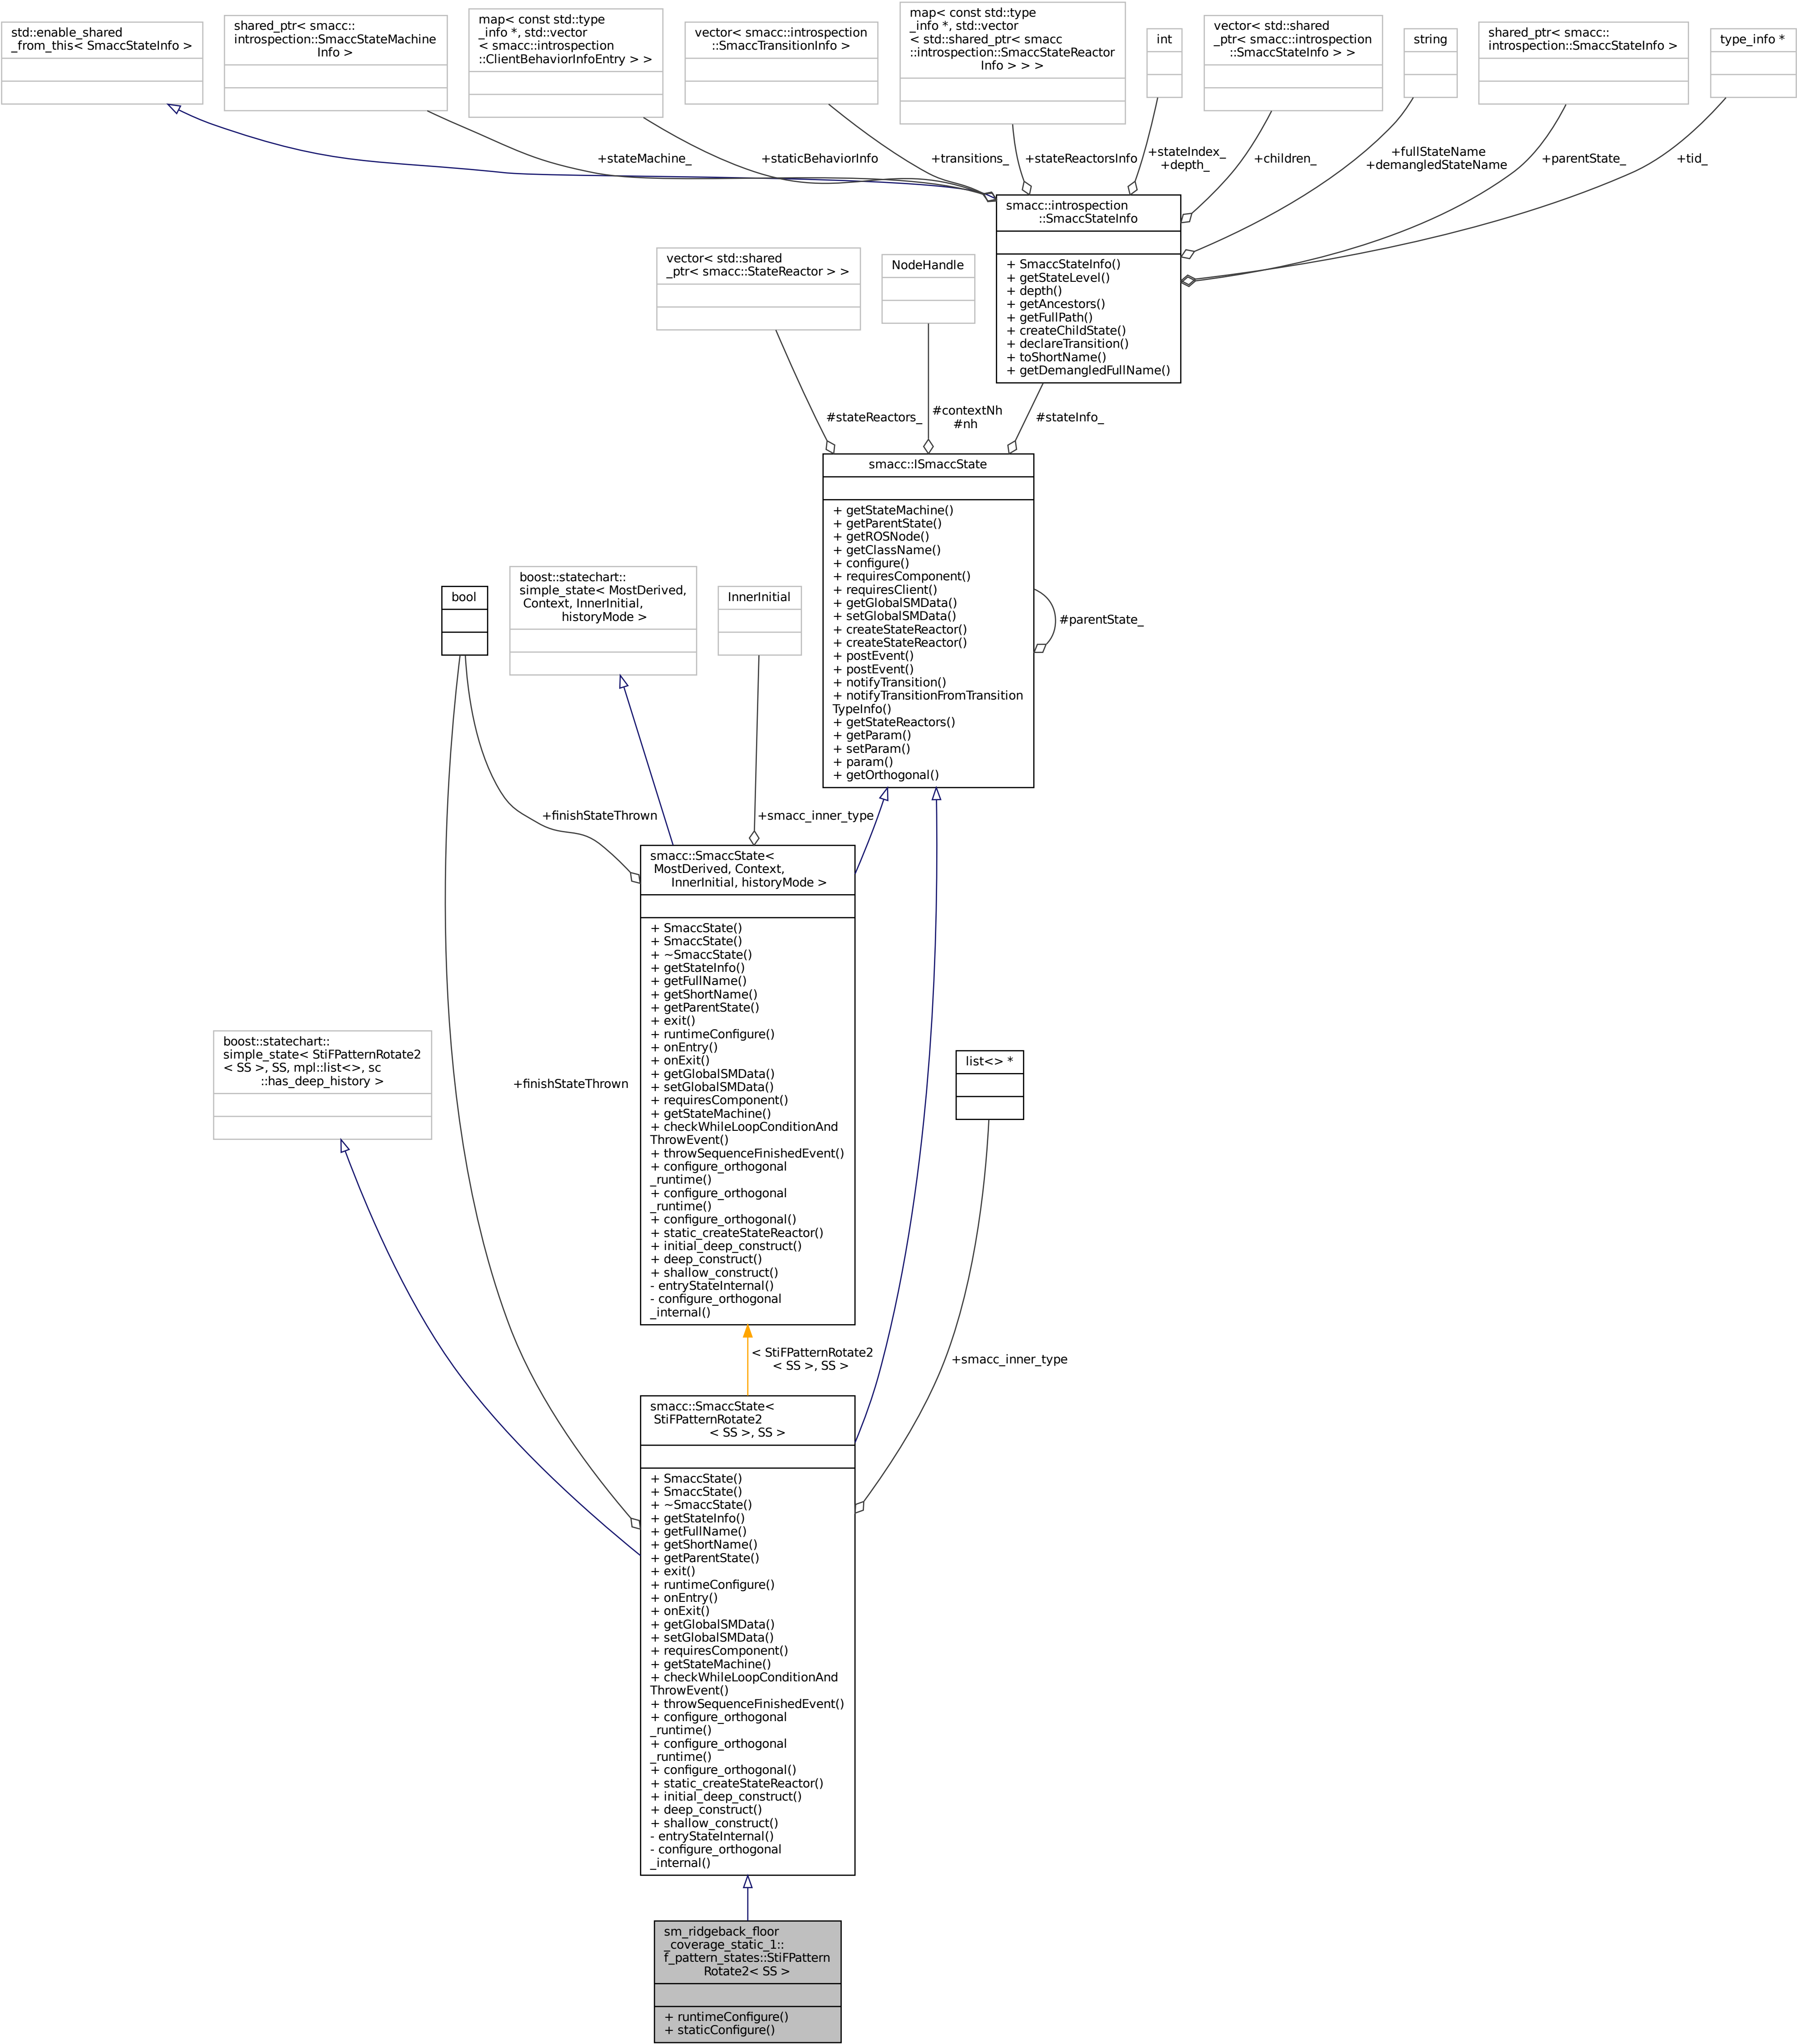 std::enable_shared
_from_this< SmaccStateInfo >
shared_ptr< smacc::
introspection::SmaccStateMachine
Info >
map< const std::type
_info *, std::vector
< smacc::introspection
::ClientBehaviorInfoEntry > >
vector< smacc::introspection
::SmaccTransitionInfo >
map< const std::type
_info *, std::vector
< std::shared_ptr< smacc
::introspection::SmaccStateReactor
Info > > >
int
vector< std::shared
_ptr< smacc::introspection
::SmaccStateInfo > >
string
shared_ptr< smacc::
introspection::SmaccStateInfo >
type_info *
+stateMachine_
+staticBehaviorInfo
+transitions_
+stateReactorsInfo
+stateIndex_
+depth_
+children_
+fullStateName
+demangledStateName
+parentState_
+tid_
smacc::introspection
::SmaccStateInfo
+ SmaccStateInfo()
+ getStateLevel()
+ depth()
+ getAncestors()
+ getFullPath()
+ createChildState()
+ declareTransition()
+ toShortName()
+ getDemangledFullName()
vector< std::shared
_ptr< smacc::StateReactor > >
NodeHandle
#stateReactors_
#contextNh
#nh
#stateInfo_
smacc::ISmaccState
+ getStateMachine()
+ getParentState()
+ getROSNode()
+ getClassName()
+ configure()
+ requiresComponent()
+ requiresClient()
+ getGlobalSMData()
+ setGlobalSMData()
+ createStateReactor()
+ createStateReactor()
+ postEvent()
+ postEvent()
+ notifyTransition()
+ notifyTransitionFromTransition
TypeInfo()
+ getStateReactors()
+ getParam()
+ setParam()
+ param()
+ getOrthogonal()
#parentState_
bool
boost::statechart::
simple_state< MostDerived,
Context, InnerInitial,
historyMode >
InnerInitial
+finishStateThrown
+smacc_inner_type
smacc::SmaccState<
MostDerived, Context,
InnerInitial, historyMode >
+ SmaccState()
+ SmaccState()
+ ~SmaccState()
+ getStateInfo()
+ getFullName()
+ getShortName()
+ getParentState()
+ exit()
+ runtimeConfigure()
+ onEntry()
+ onExit()
+ getGlobalSMData()
+ setGlobalSMData()
+ requiresComponent()
+ getStateMachine()
+ checkWhileLoopConditionAnd
ThrowEvent()
+ throwSequenceFinishedEvent()
+ configure_orthogonal
_runtime()
+ configure_orthogonal
_runtime()
+ configure_orthogonal()
+ static_createStateReactor()
+ initial_deep_construct()
+ deep_construct()
+ shallow_construct()
- entryStateInternal()
- configure_orthogonal
_internal()
boost::statechart::
simple_state< StiFPatternRotate2
< SS >, SS, mpl::list<>, sc
::has_deep_history >
+finishStateThrown
list<> *
< StiFPatternRotate2
< SS >, SS >
+smacc_inner_type
smacc::SmaccState<
StiFPatternRotate2
< SS >, SS >
+ SmaccState()
+ SmaccState()
+ ~SmaccState()
+ getStateInfo()
+ getFullName()
+ getShortName()
+ getParentState()
+ exit()
+ runtimeConfigure()
+ onEntry()
+ onExit()
+ getGlobalSMData()
+ setGlobalSMData()
+ requiresComponent()
+ getStateMachine()
+ checkWhileLoopConditionAnd
ThrowEvent()
+ throwSequenceFinishedEvent()
+ configure_orthogonal
_runtime()
+ configure_orthogonal
_runtime()
+ configure_orthogonal()
+ static_createStateReactor()
+ initial_deep_construct()
+ deep_construct()
+ shallow_construct()
- entryStateInternal()
- configure_orthogonal
_internal()
sm_ridgeback_floor
_coverage_static_1::
f_pattern_states::StiFPattern
Rotate2< SS >
+ runtimeConfigure()
+ staticConfigure()